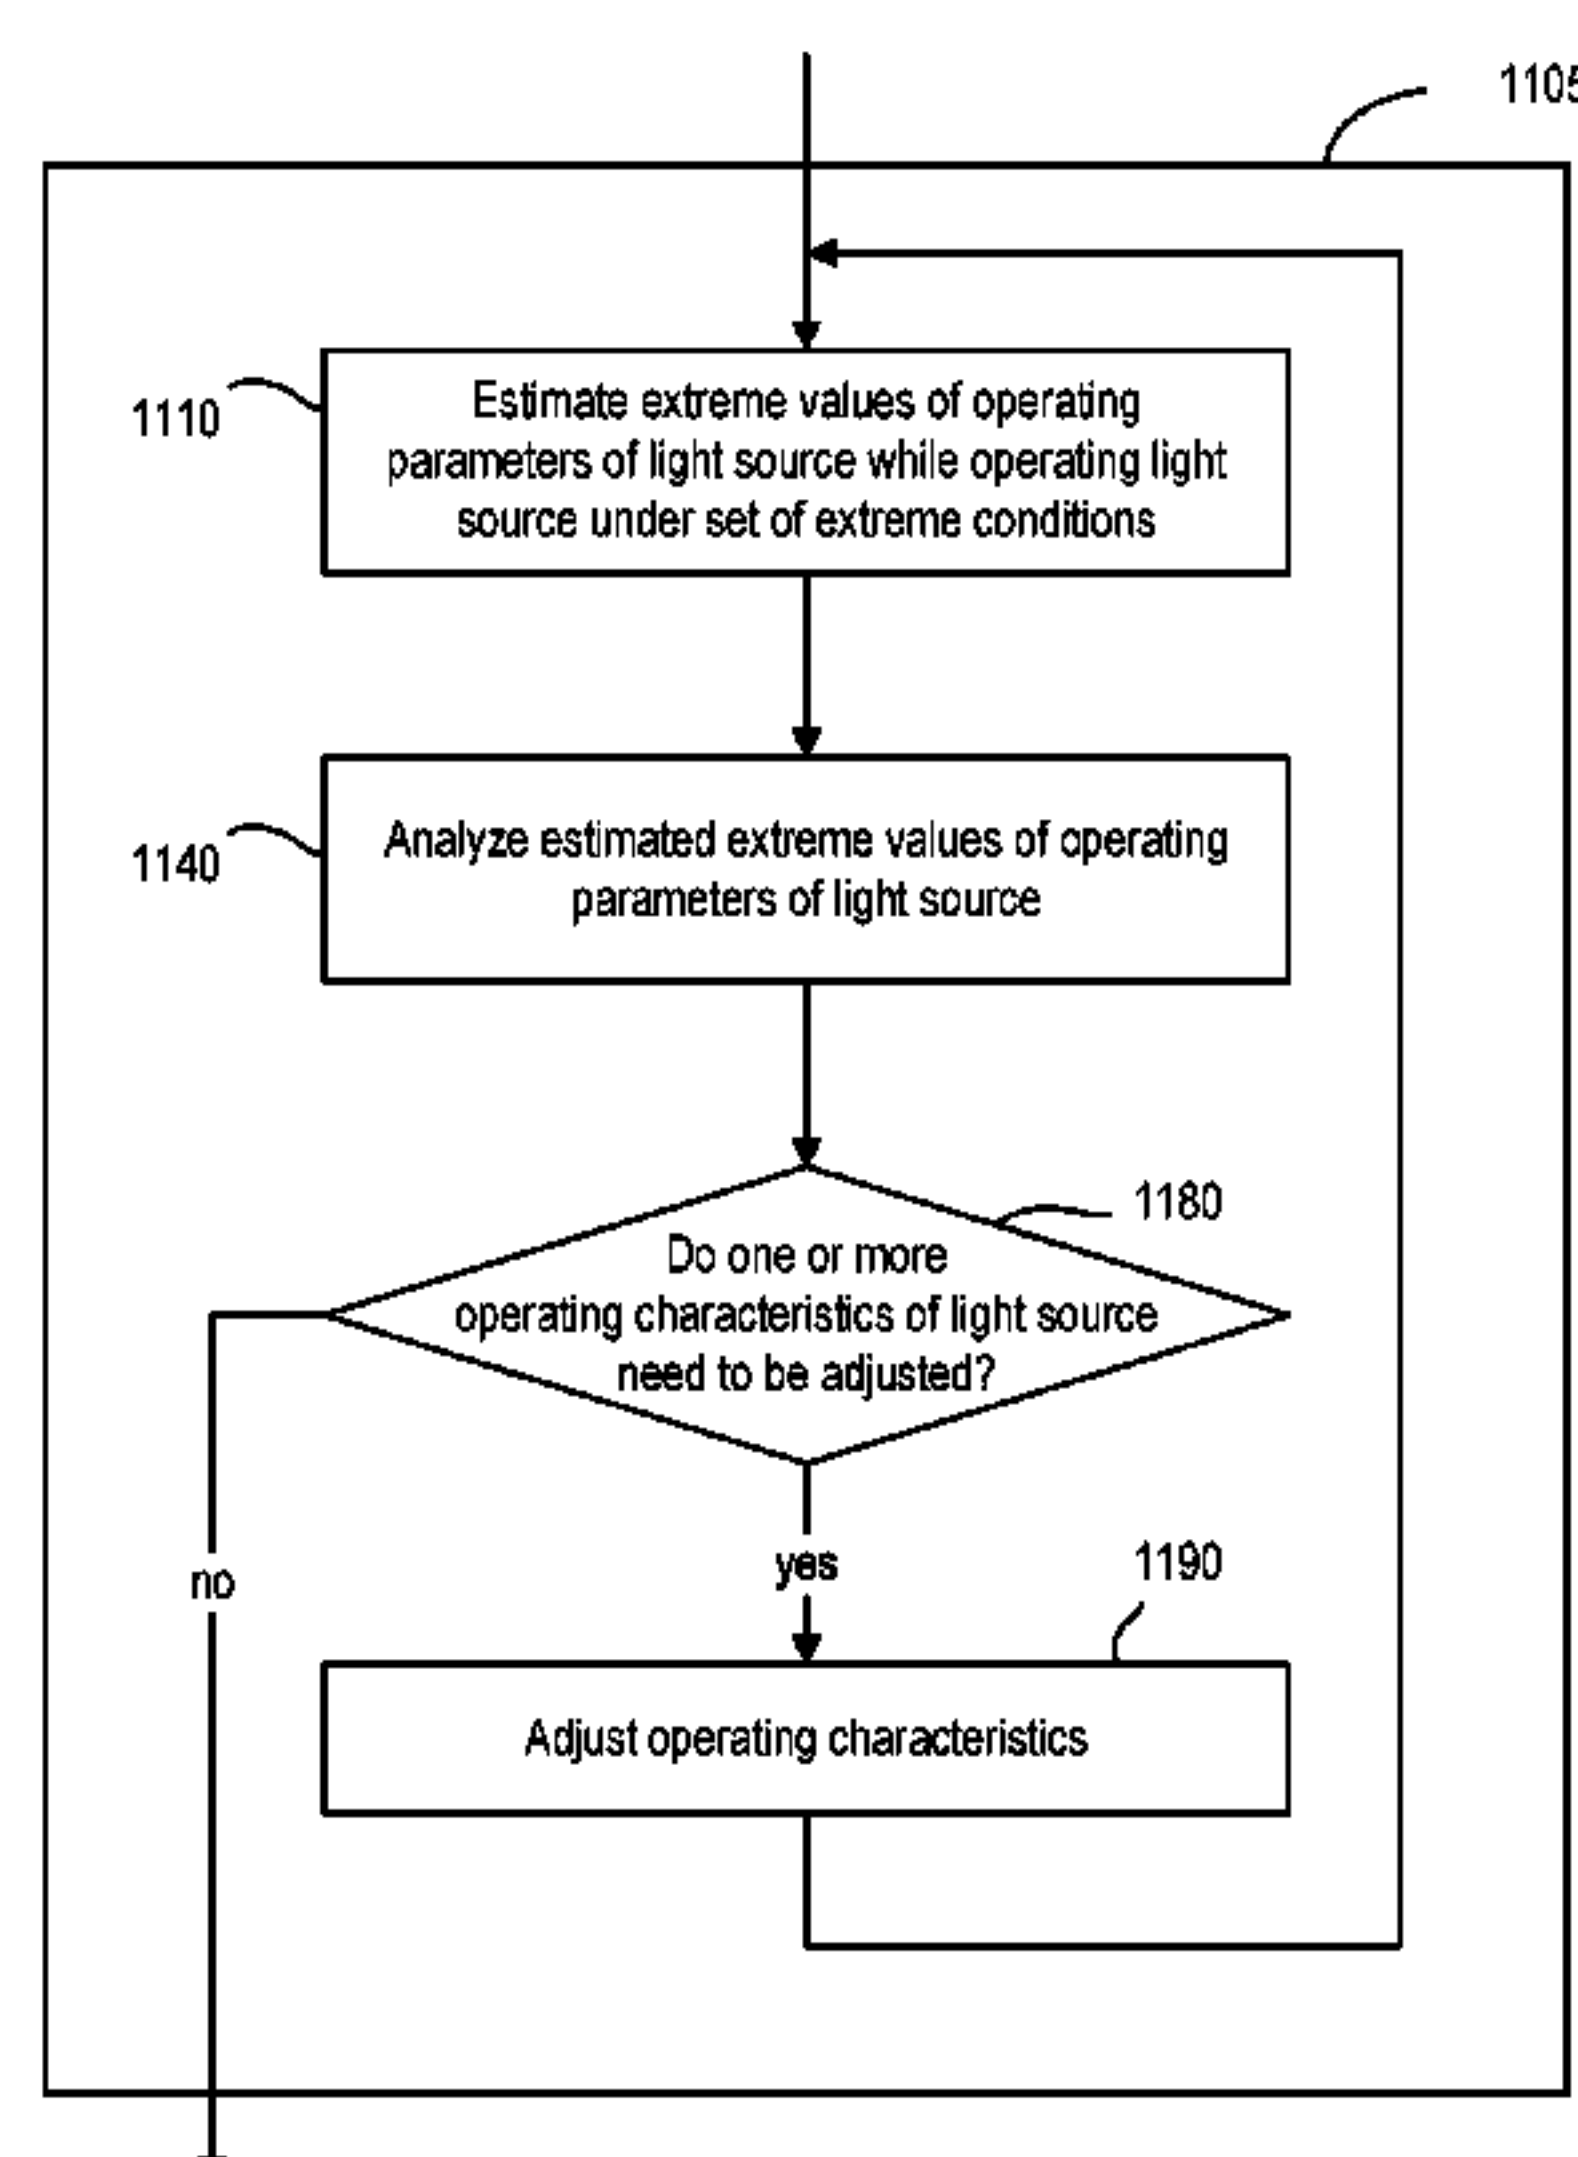 1105
1110
Estimate extreme values of operating
parameters of light source while operating light
source under set of extreme conditions
1140
Analyze estimated extreme values of operating
parameters of light source
1180
Do one or more
operating characteristics of light source
need to be adjusted?
no
yes
1190
Adjust operating characteristics